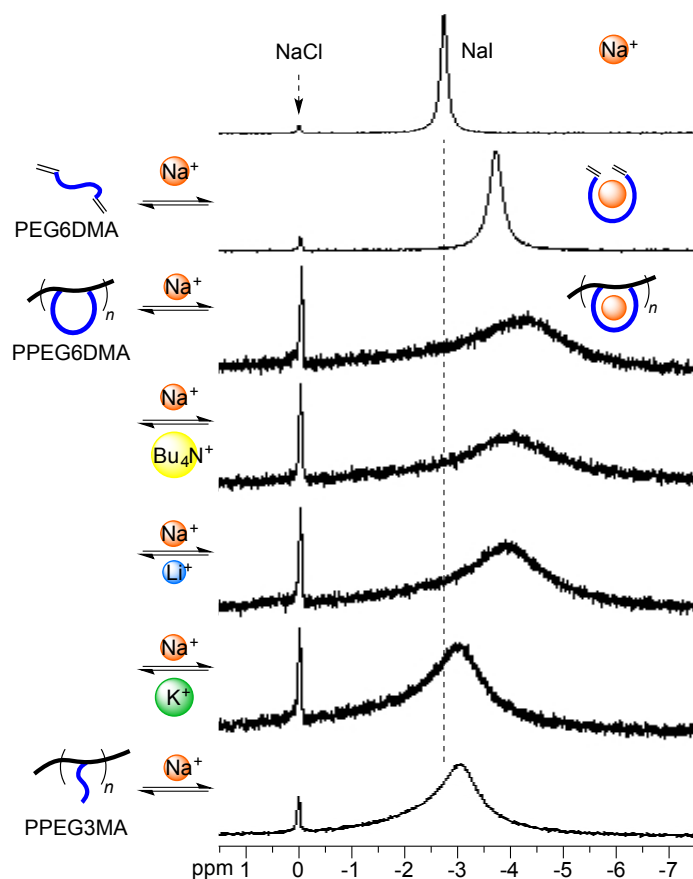 NaCl NaI Na⁺
Na⁺
PEG6DMA
Na⁺
n n
PPEG6DMA
Na⁺
Bu₄N⁺
Na⁺
Li⁺
Na⁺
K⁺
Na⁺
n
PPEG3MA
ppm 1 0 -1 -2 -3 -4 -5 -6 -7